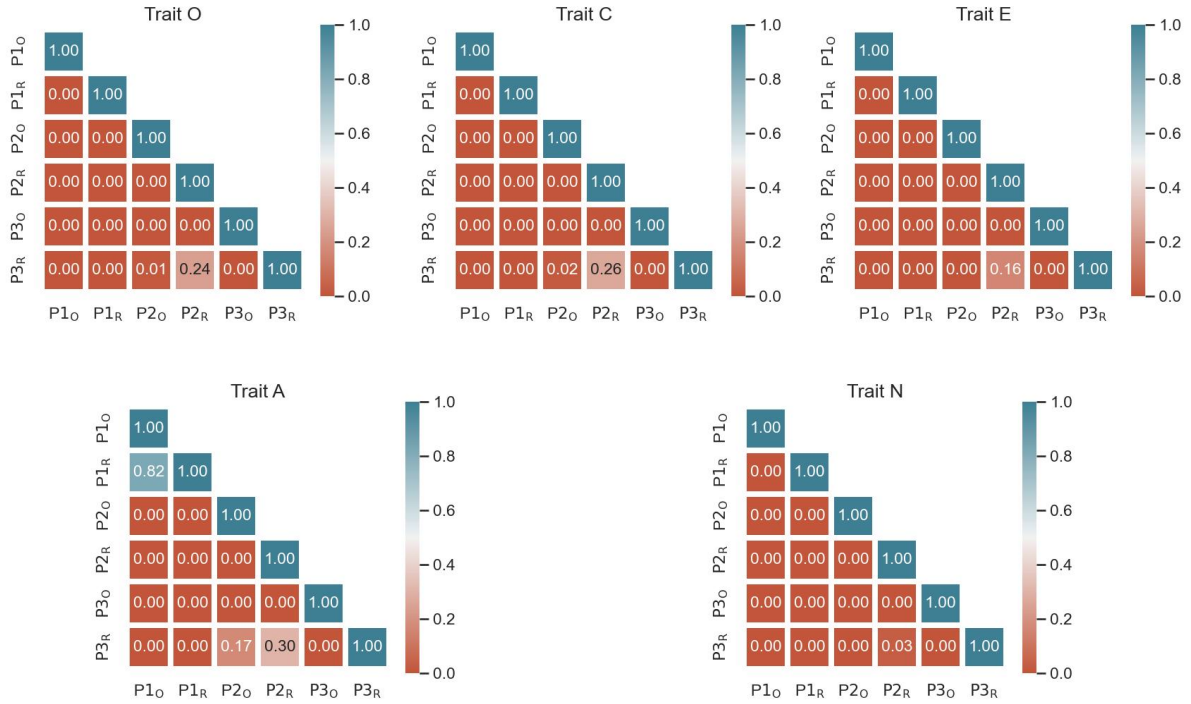 Trait O
P1O 1.00
P1R 0.00 1.00
P2O 0.00 0.00 1.00
P2R 0.00 0.00 0.00 1.00
P3O 0.00 0.00 0.00 0.00 1.00
P3R 0.00 0.00 0.01 0.24 0.00 1.00
P1O P1R P2O P2R P3O P3R
1.0
0.8
0.6
0.4
0.2
0.0
Trait C
P1O 1.00
P1R 0.00 1.00
P2O 0.00 0.00 1.00
P2R 0.00 0.00 0.00 1.00
P3O 0.00 0.00 0.00 0.00 1.00
P3R 0.00 0.00 0.02 0.26 0.00 1.00
P1O P1R P2O P2R P3O P3R
1.0
0.8
0.6
0.4
0.2
0.0
Trait E
P1O 1.00
P1R 0.00 1.00
P2O 0.00 0.00 1.00
P2R 0.00 0.00 0.00 1.00
P3O 0.00 0.00 0.00 0.00 1.00
P3R 0.00 0.00 0.00 0.16 0.00 1.00
P1O P1R P2O P2R P3O P3R
1.0
0.8
0.6
0.4
0.2
0.0
Trait A
P1O 1.00
P1R 0.82 1.00
P2O 0.00 0.00 1.00
P2R 0.00 0.00 0.00 1.00
P3O 0.00 0.00 0.00 0.00 1.00
P3R 0.00 0.00 0.17 0.30 0.00 1.00
P1O P1R P2O P2R P3O P3R
1.0
0.8
0.6
0.4
0.2
0.0
Trait N
P1O 1.00
P1R 0.00 1.00
P2O 0.00 0.00 1.00
P2R 0.00 0.00 0.00 1.00
P3O 0.00 0.00 0.00 0.00 1.00
P3R 0.00 0.00 0.00 0.03 0.00 1.00
P1O P1R P2O P2R P3O P3R
1.0
0.8
0.6
0.4
0.2
0.0